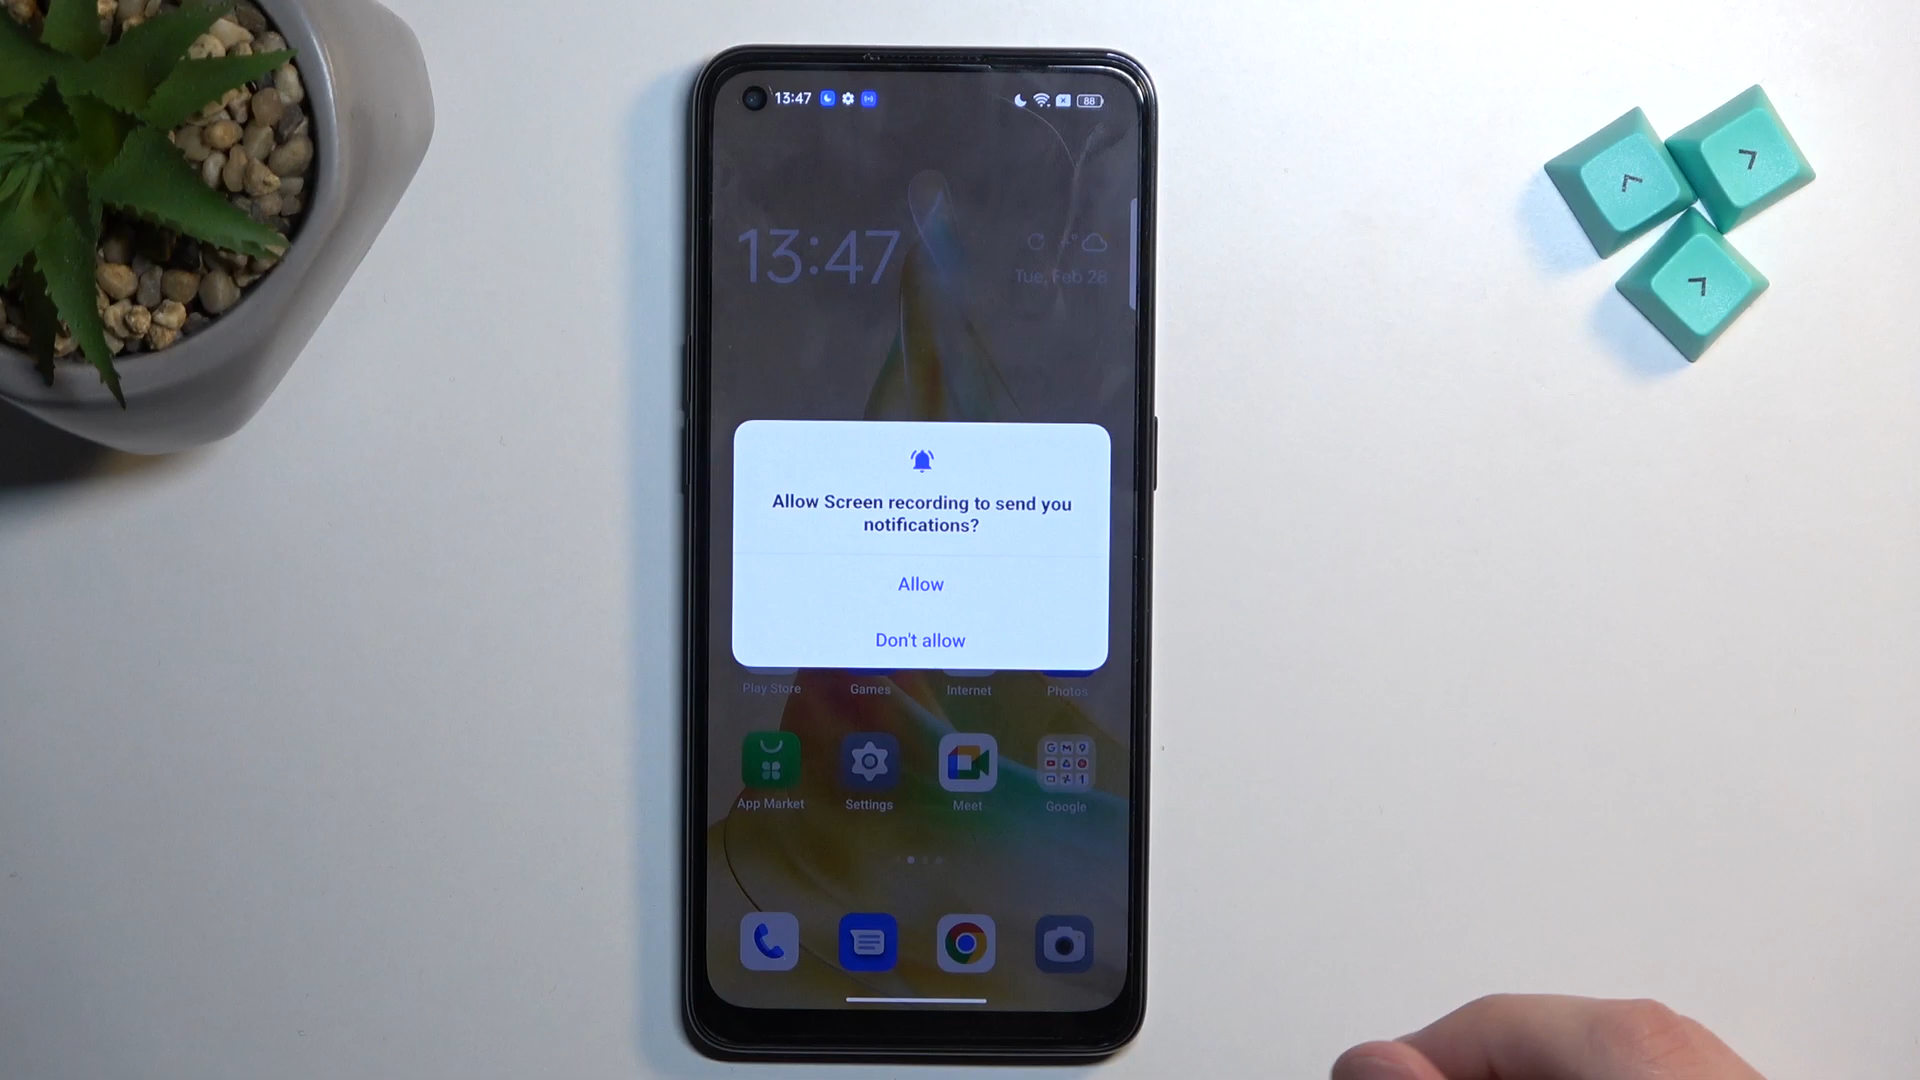 13:47
88
13:47
Tue, Feb 28
Allow Screen recording to send you
notifications?
Allow
Don't allow
Play Store
Games
Internet
Photos
App Market
Settings
Meet
Google